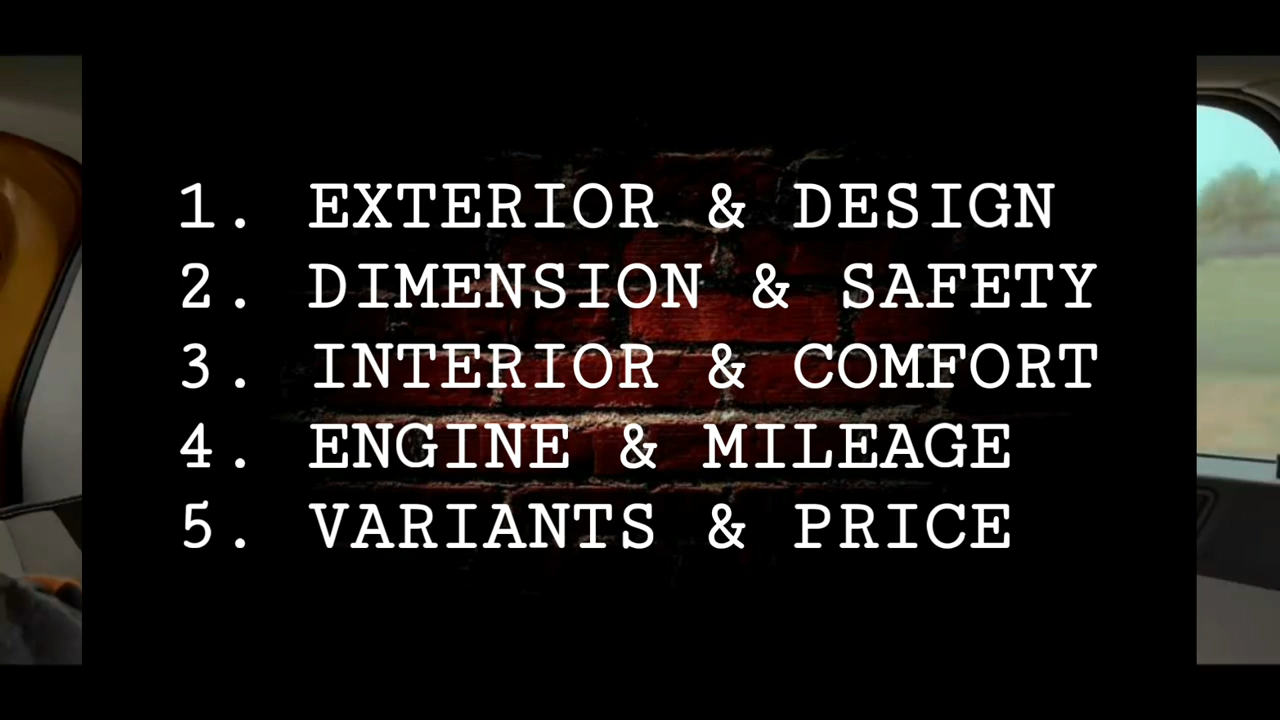 1. EXTERIOR & DESIGN
2. DIMENSION & SAFETY
3. INTERIOR & COMFORT
4. ENGINE & MILEAGE
5. VARIANTS & PRICE